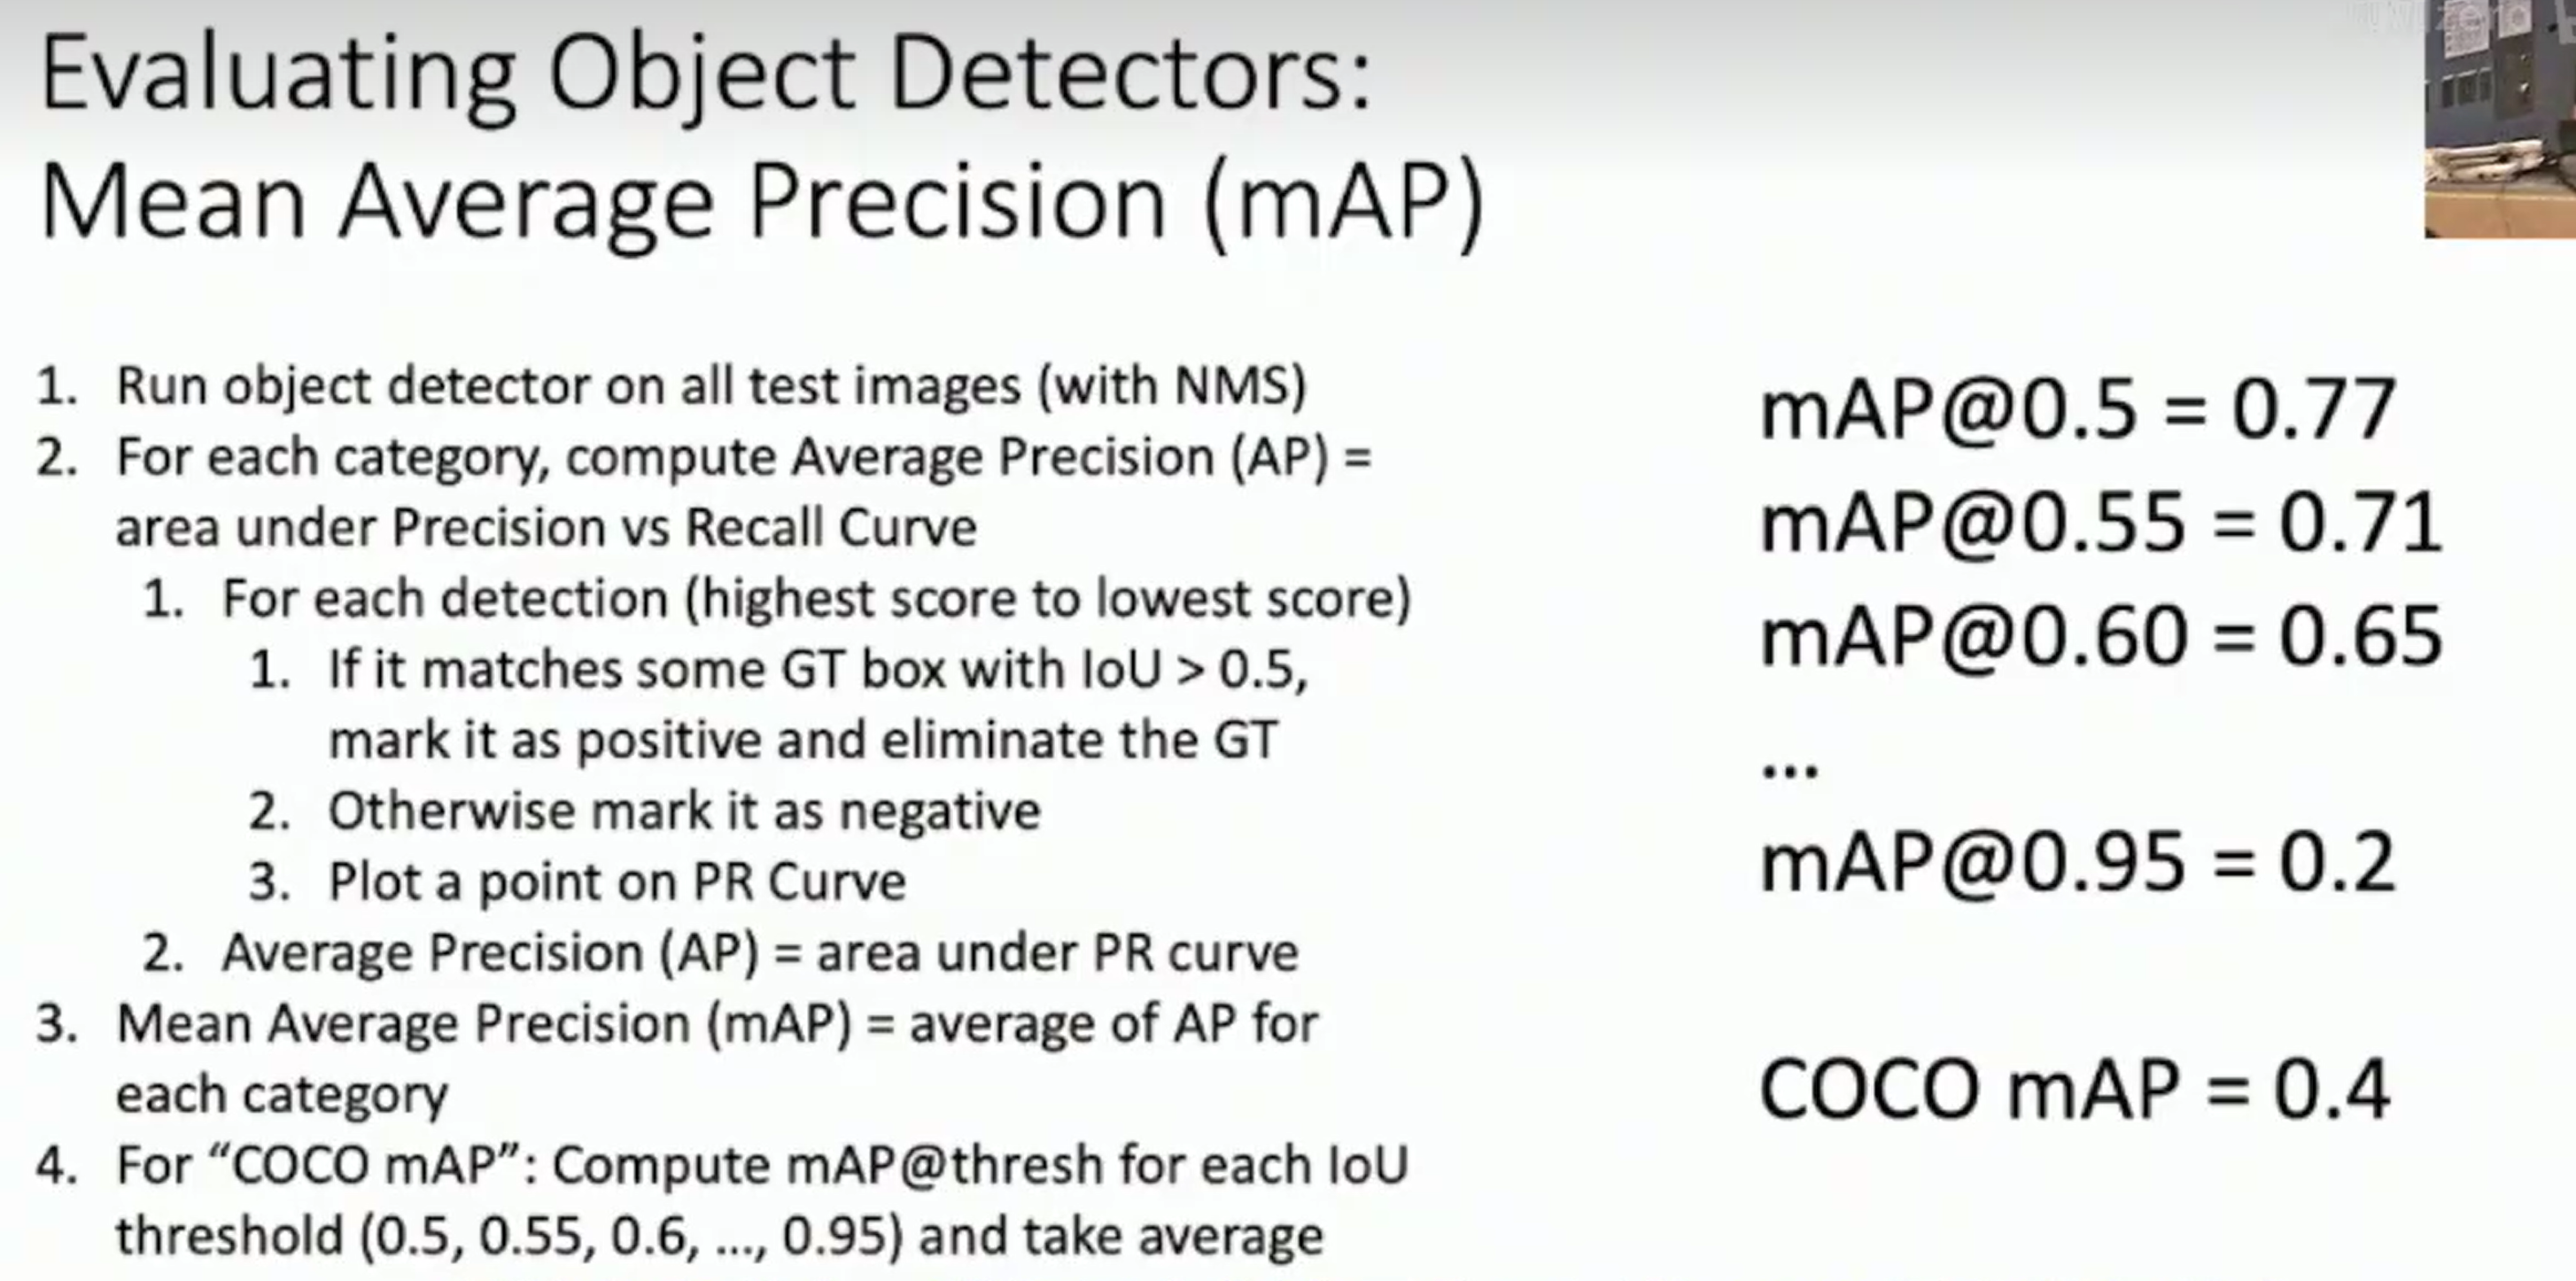 Evaluating Object Detectors:
Mean Average Precision (mAP)
1. Run object detector on all test images (with NMS)
2. For each category, compute Average Precision (AP) =
area under Precision vs Recall Curve
1. For each detection (highest score to lowest score)
1. If it matches some GT box with IoU > 0.5,
mark it as positive and eliminate the GT
2. Otherwise mark it as negative
3. Plot a point on PR Curve
2. Average Precision (AP) = area under PR curve
3. Mean Average Precision (mAP) = average of AP for
each category
4. For “COCO mAP”: Compute mAP@thresh for each IoU
threshold (0.5, 0.55, 0.6, ..., 0.95) and take average
mAP@0.5 = 0.77
mAP@0.55 = 0.71
mAP@0.60 = 0.65
...
mAP@0.95 = 0.2
COCO mAP = 0.4